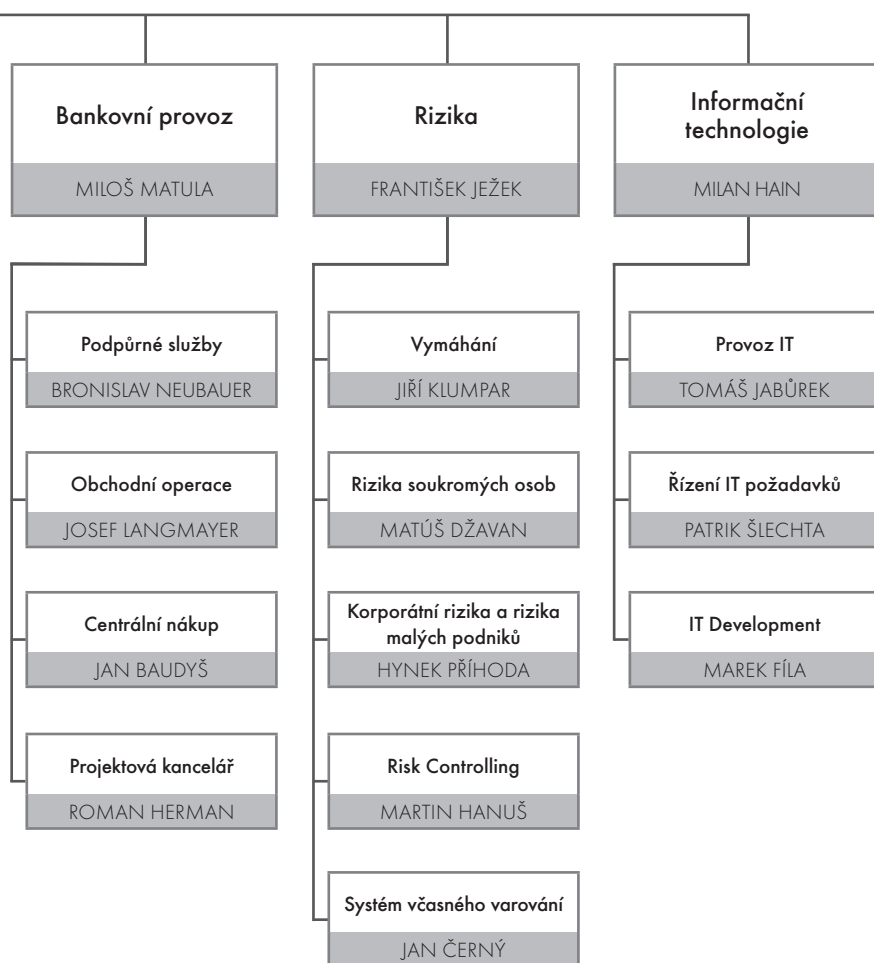 Bankovní provoz
MILOŠ MATULA
Podpůrné služby
BRONISLAV NEUBAUER
Obchodní operace
JOSEF LANGMAYER
Centrální nákup
JAN BAUDYŠ
Projektová kancelář
ROMAN HERMAN
Rizika
FRANTIŠEK JEŽEK
Vymáhání
JIŘÍ KLUMPAR
Rizika soukromých osob
MATÚŠ DŽAVAN
Korporátní rizika a rizika
malých podniků
HYNEK PŘÍHODA
Risk Controlling
MARTIN HANUŠ
Systém včasného varování
JAN ČERNÝ
Informační
technologie
MILAN HAIN
Provoz IT
TOMÁŠ JABŮREK
Řízení IT požadavků
PATRIK ŠLECHTA
IT Development
MAREK FÍLA